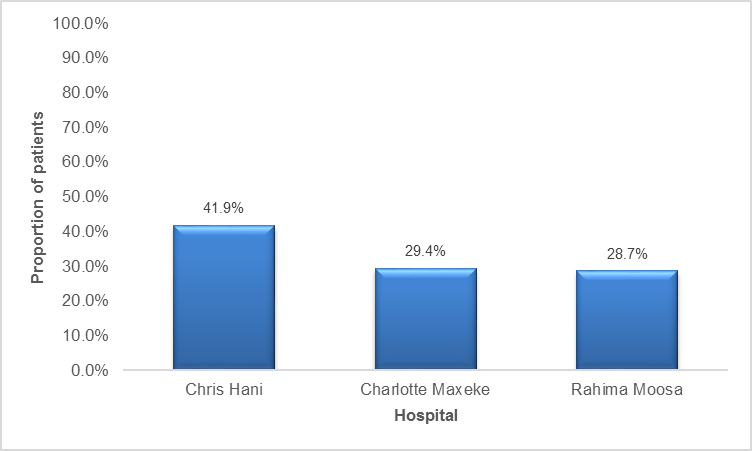 100.0%
90.0%
80.0%
70.0%
60.0%
50.0%
40.0%
30.0%
20.0%
10.0%
0.0%
Proportion of patients
41.9%
29.4%
28.7%
Chris Hani
Charlotte Maxeke
Rahima Moosa
Hospital